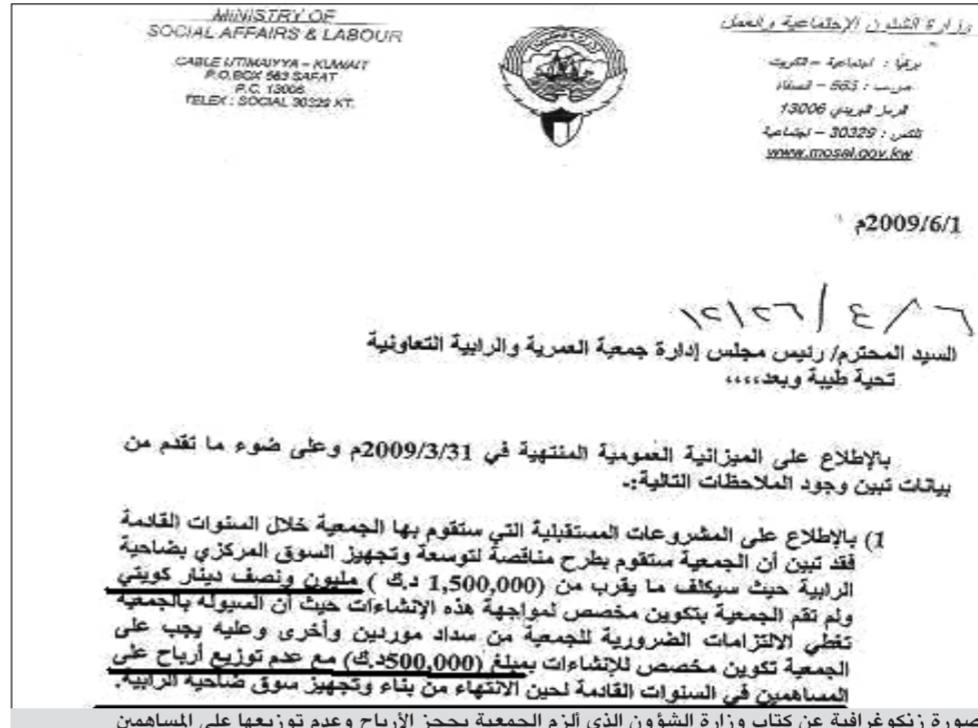 MINISTRY OF
SOCIAL AFFAIRS & LABOUR
CABLE IJTIMAIYYA – KUWAIT
P.O.BOX 563 SAFAT
P.C. 13006
TELEX : SOCIAL 30329 KT.
وزارة الشئون الإجتماعية والعمل
برقيا : اجتماعية – الكويت
ص.ب : 563 – الصفاة
الرمز البريدي 13006
تلكس : 30329 – اجتماعية
www.mosal.gov.kw
2009/6/1م
السيد المحترم/ رئيس مجلس إدارة جمعية العمرية والرابية التعاونية
تحية طيبة وبعد،،،،
بالإطلاع على الميزانية العمومية المنتهية في 2009/3/31م وعلى ضوء ما تقدم من
بيانات تبين وجود الملاحظات التالية:-
1) بالإطلاع على المشروعات المستقبلية التي ستقوم بها الجمعية خلال السنوات القادمة
فقد تبين أن الجمعية ستقوم بطرح مناقصة لتوسعة وتجهيز السوق المركزي بضاحية
الرابية حيث سيكلف ما يقرب من (1,500,000 د.ك ) مليون ونصف دينار كويتي
ولم تقم الجمعية بتكوين مخصص لمواجهة هذه الإنشاءات حيث أن السيوله بالجمعية
تغطي الالتزامات الضرورية للجمعية من سداد موردين وأخرى وعليه يجب على
الجمعية تكوين مخصص للإنشاءات بمبلغ (500,000د.ك) مع عدم توزيع أرباح على
المساهمين في السنوات القادمة لحين الانتهاء من بناء وتجهيز سوق ضاحية الرابية.
صورة زنكوغرافية عن كتاب وزارة الشؤون الذي ألزم الجمعية بحجز الأرباح وعدم توزيعها على المساهمين